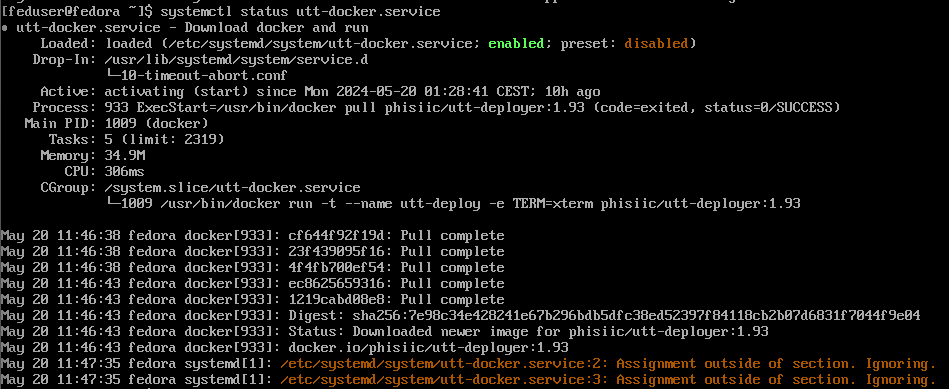 [feduser@fedora ~]$ systemctl status utt-docker.service
● utt-docker.service - Download docker and run
Loaded: loaded (/etc/systemd/system/utt-docker.service; enabled; preset: disabled)
Drop-In: /usr/lib/systemd/system/service.d
└─10-timeout-abort.conf
Active: activating (start) since Mon 2024-05-20 01:28:41 CEST; 10h ago
Process: 933 ExecStart=/usr/bin/docker pull phisiic/utt-deployer:1.93 (code=exited, status=0/SUCCESS)
Main PID: 1009 (docker)
Tasks: 5 (limit: 2319)
Memory: 34.9M
CPU: 306ms
CGroup: /system.slice/utt-docker.service
└─1009 /usr/bin/docker run -t --name utt-deploy -e TERM=xterm phisiic/utt-deployer:1.93
May 20 11:46:38 fedora docker[933]: cf644f92f19d: Pull complete
May 20 11:46:38 fedora docker[933]: 23f439095f16: Pull complete
May 20 11:46:38 fedora docker[933]: 4f4fb700ef54: Pull complete
May 20 11:46:43 fedora docker[933]: ec8625659316: Pull complete
May 20 11:46:43 fedora docker[933]: 1219cabd08e8: Pull complete
May 20 11:46:43 fedora docker[933]: Digest: sha256:7e98c34e428241e67b296bdb5dfc38ed52397f84118cb2b07d6831f7044f9e04
May 20 11:46:43 fedora docker[933]: Status: Downloaded newer image for phisiic/utt-deployer:1.93
May 20 11:46:43 fedora docker[933]: docker.io/phisiic/utt-deployer:1.93
May 20 11:47:35 fedora systemd[1]: /etc/systemd/system/utt-deployer.service:2: Assignment outside of section. Ignoring.
May 20 11:47:35 fedora systemd[1]: /etc/systemd/system/utt-deployer.service:3: Assignment outside of section. Ignoring.